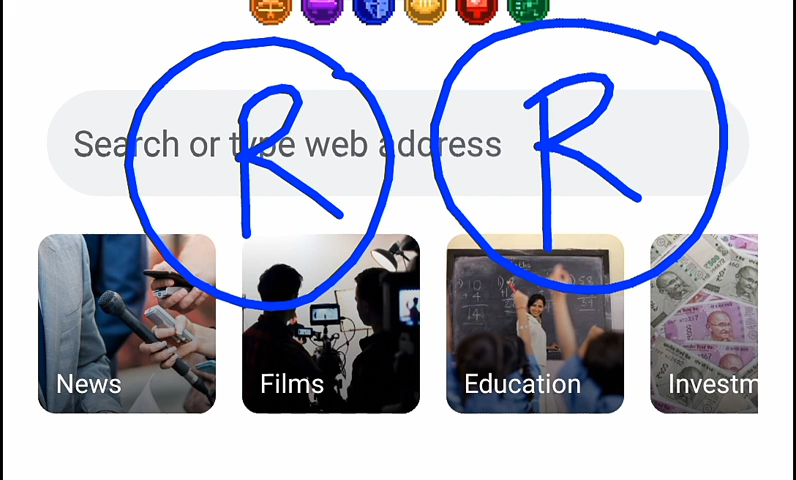 R R
Search or type web address
News Films Education Investm